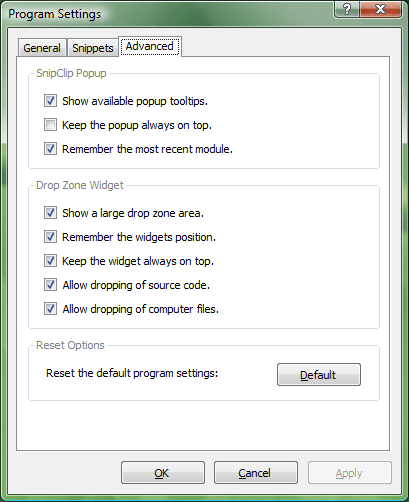 Program Settings
?
General Snippets Advanced
SnipClip Popup
Show available popup tooltips.
Keep the popup always on top.
Remember the most recent module.
Drop Zone Widget
Show a large drop zone area.
Remember the widgets position.
Keep the widget always on top.
Allow dropping of source code.
Allow dropping of computer files.
Reset Options
Reset the default program settings: Default
OK Cancel Apply